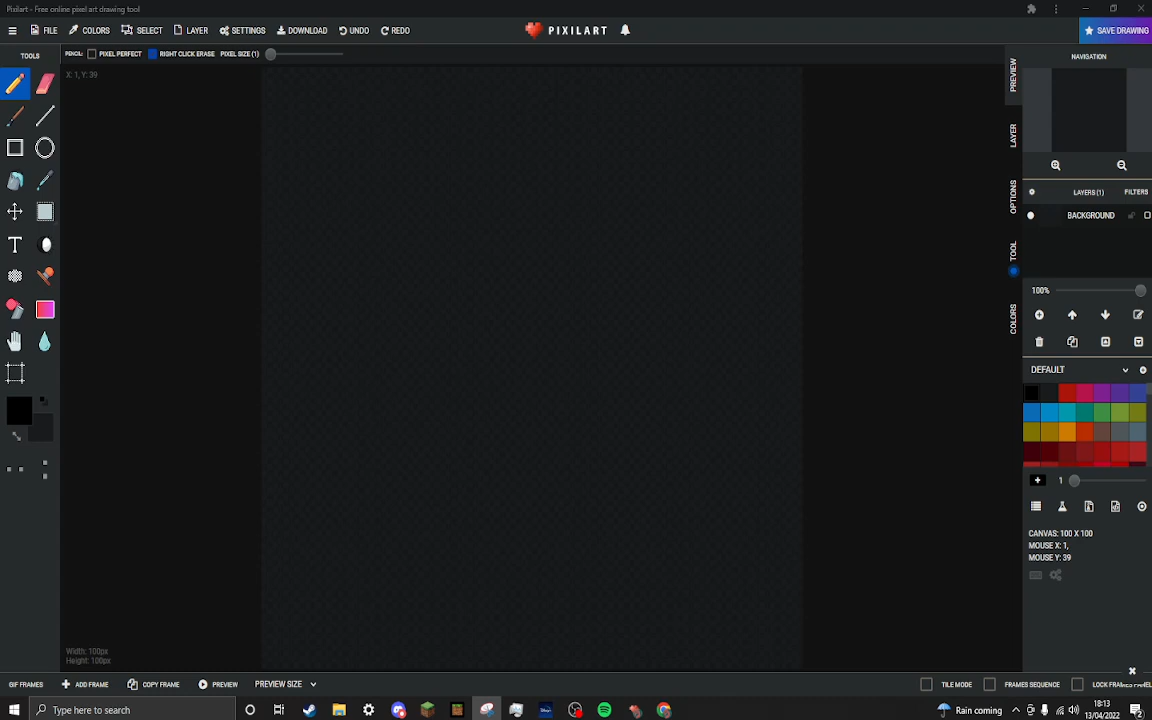 Pixilart - Free online pixel art drawing tool
FILE COLORS SELECT LAYER SETTINGS DOWNLOAD UNDO REDO PIXILART SAVE DRAWING
TOOLS PENCIL: PIXEL PERFECT RIGHT CLICK ERASE PIXEL SIZE (1) NAVIGATION
X: 1, Y: 39
PREVIEW
LAYER
OPTIONS
TOOL
COLORS
LAYERS (1) FILTERS
BACKGROUND
100%
DEFAULT
1
CANVAS: 100 X 100
MOUSE X: 1,
MOUSE Y: 39
Width: 100px
Height: 100px
GIF FRAMES ADD FRAME COPY FRAME PREVIEW PREVIEW SIZE TILE MODE FRAMES SEQUENCE LOCK FRAMES PANEL
Type here to search
Rain coming
18:13
13/04/2022
2